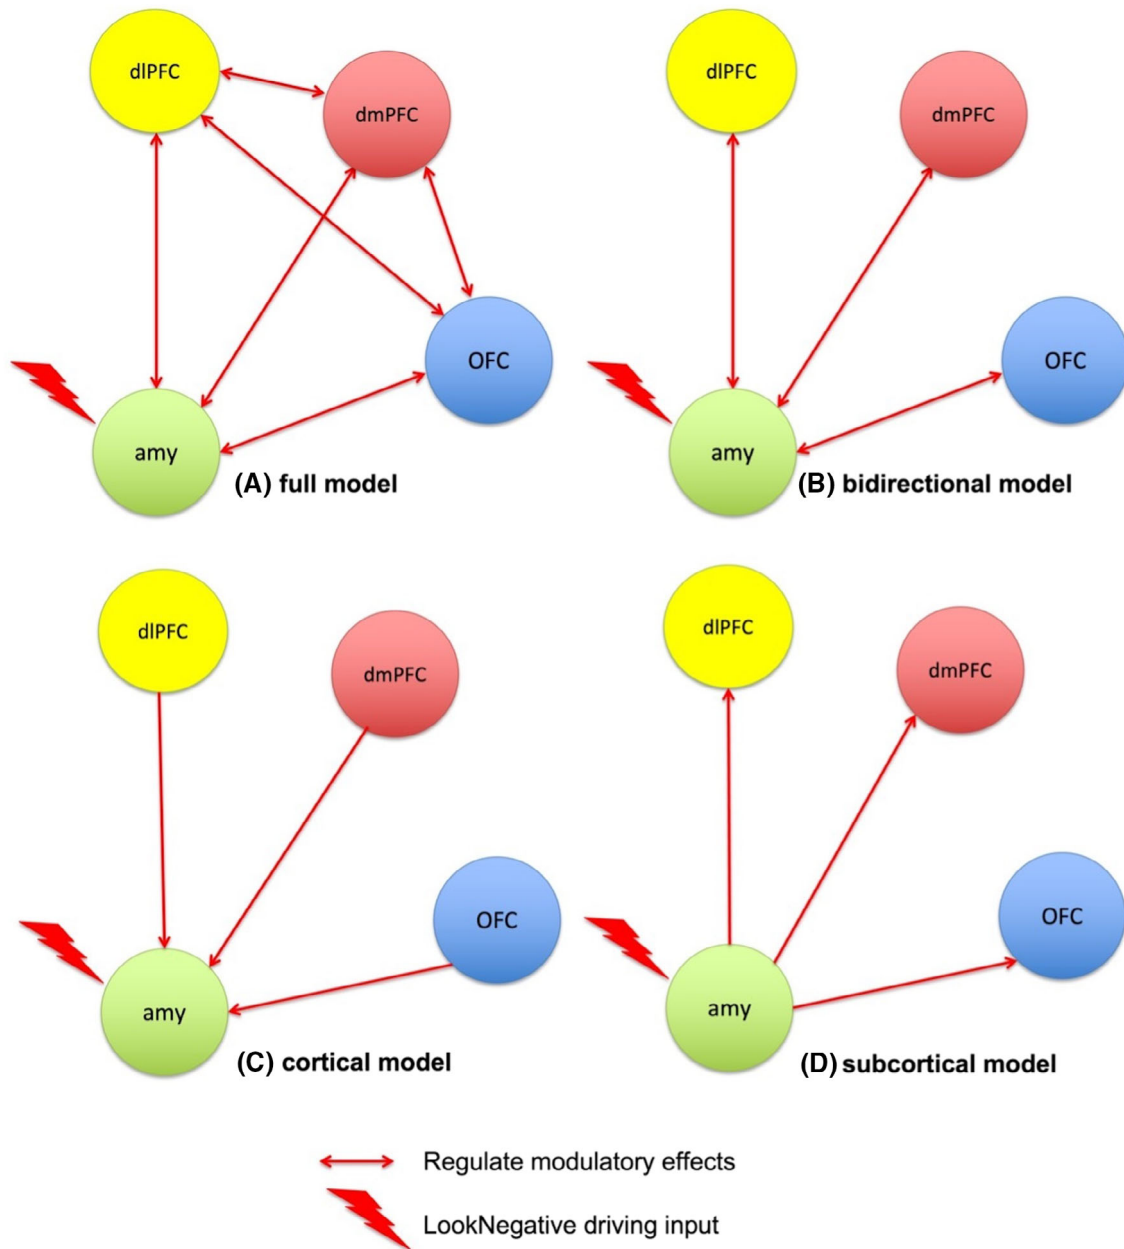 dlPFC
dmPFC
OFC
amy
(A) full model
dlPFC
dmPFC
OFC
amy
(B) bidirectional model
dlPFC
dmPFC
OFC
amy
(C) cortical model
dlPFC
dmPFC
OFC
amy
(D) subcortical model
Regulate modulatory effects
LookNegative driving input